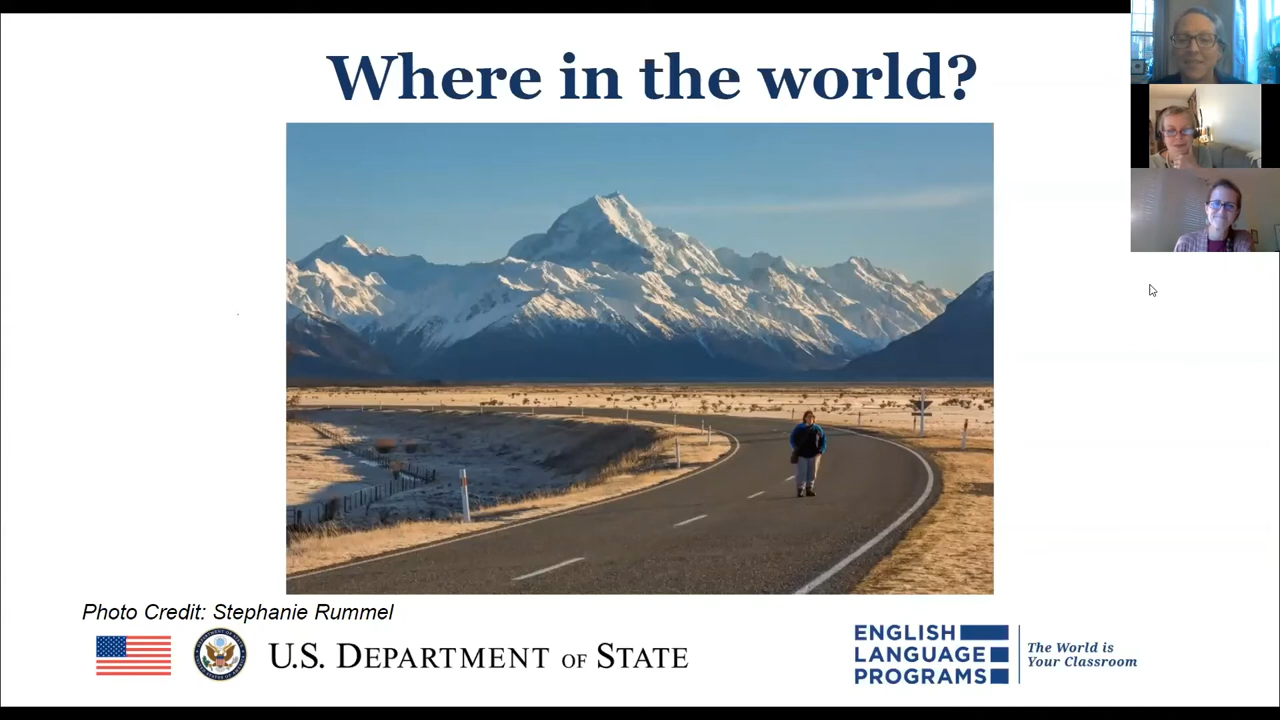 Where in the world?
Photo Credit: Stephanie Rummel
U.S. DEPARTMENT OF STATE
ENGLISH
LANGUAGE
PROGRAMS
The World is
Your Classroom